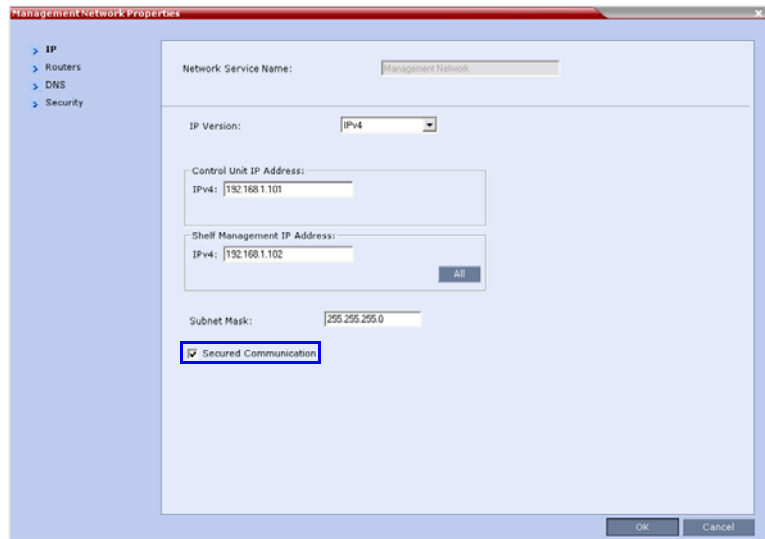 Management Network Properties
IP
Routers
DNS
Security
Network Service Name: Management Network
IP Version: IPv4
Control Unit IP Address:
IPv4: 192.168.1.101
Shelf Management IP Address:
IPv4: 192.168.1.102
All
Subnet Mask: 255.255.255.0
Secured Communication
OK Cancel